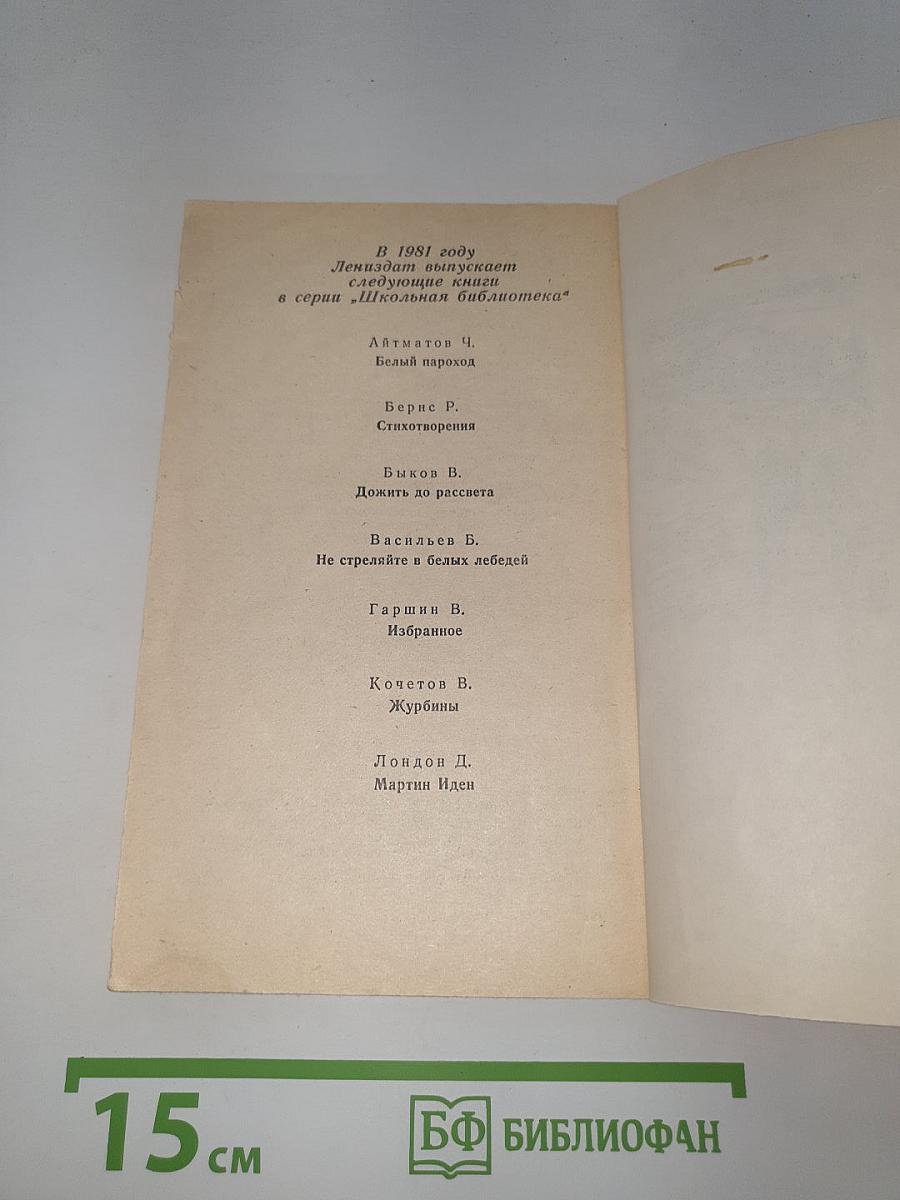 В 1981 году
Лениздат выпускает
следующие книги
в серии „Школьная библиотека“
Айтматов Ч.
Белый пароход
Бернс Р.
Стихотворения
Быков В.
Дожить до рассвета
Васильев Б.
Не стреляйте в белых лебедей
Гаршин В.
Избранное
Кочетов В.
Журбины
Лондон Д.
Мартин Иден
15 см
БФ БИБЛИОФАН